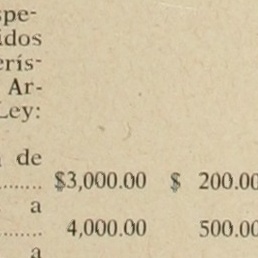 spe-
idos
erís-
Ar-
Ley:
de
........ $3,000.00 $ 200.00
a
........ 4,000.00 500.00
a